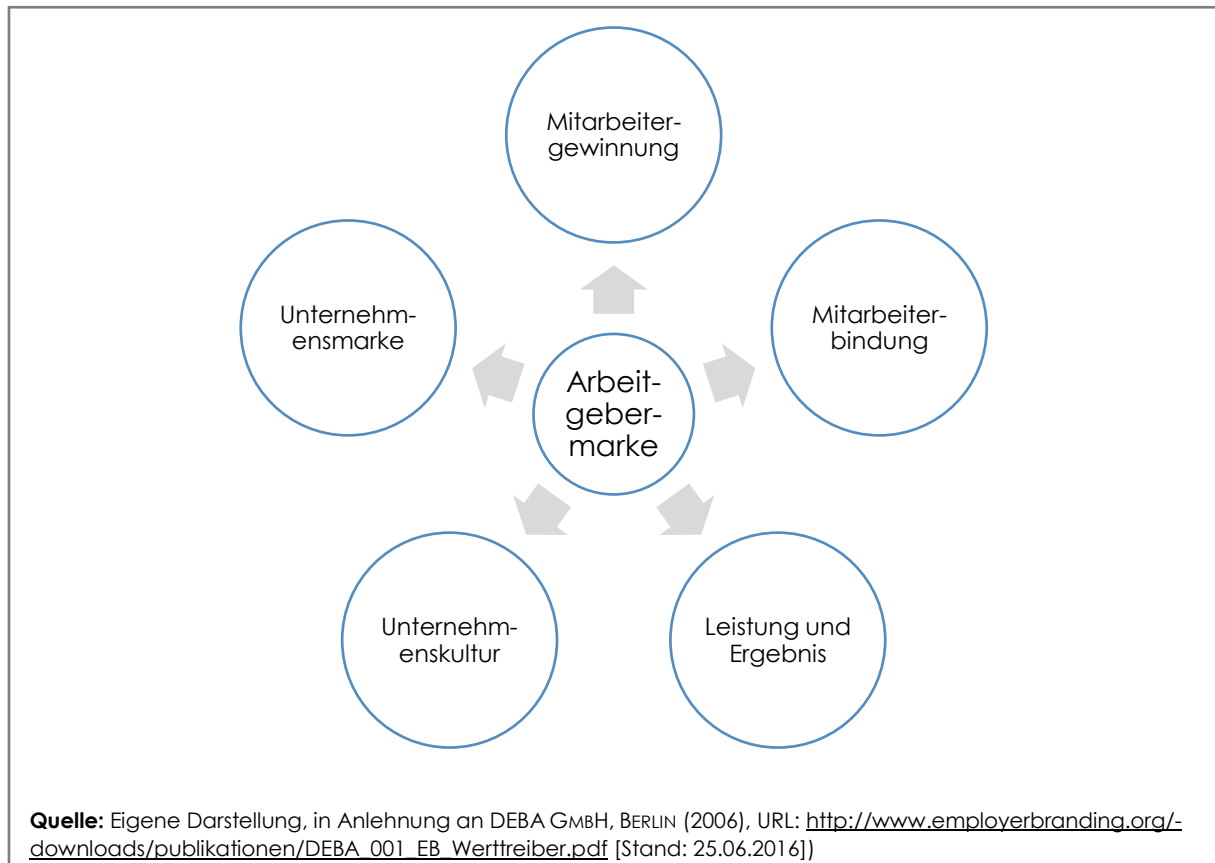 Mitarbeiter-
gewinnung
Mitarbeiter-
bindung
Leistung und
Ergebnis
Unternehm-
enskultur
Unternehm-
ensmarke
Arbeit-
geber-
marke
Quelle: Eigene Darstellung, in Anlehnung an DEBA GMBH, BERLIN (2006), URL: http://www.employerbranding.org/-
downloads/publikationen/DEBA_001_EB_Werttreiber.pdf [Stand: 25.06.2016])